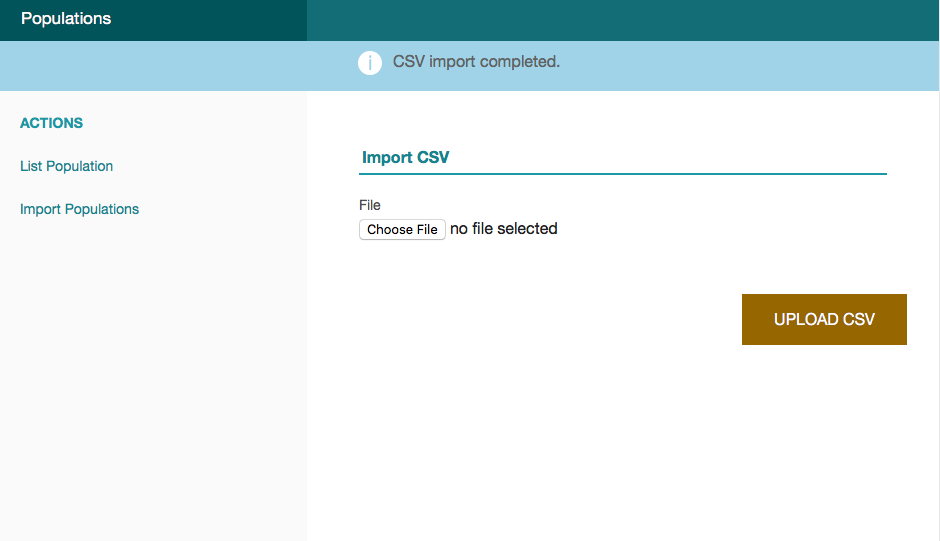 Populations
CSV import completed.
ACTIONS
List Population
Import Populations
Import CSV
File
Choose File no file selected
UPLOAD CSV